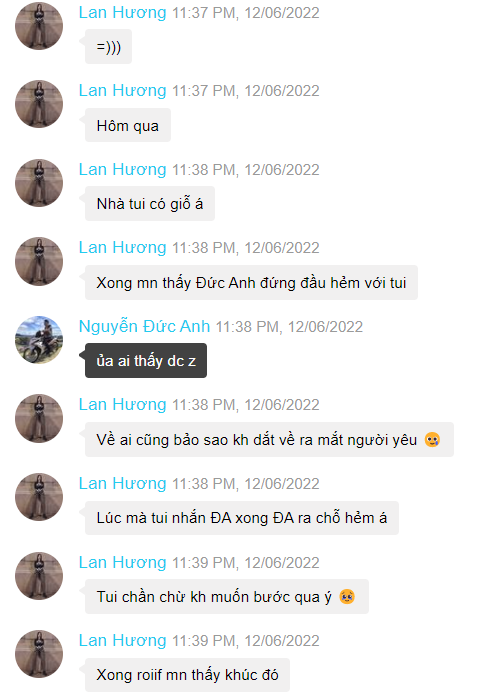 Lan Hương 11:37 PM, 12/06/2022
=)))
Lan Hương 11:37 PM, 12/06/2022
Hôm qua
Lan Hương 11:38 PM, 12/06/2022
Nhà tui có giỗ á
Lan Hương 11:38 PM, 12/06/2022
Xong mn thấy Đức Anh đứng đầu hẻm với tui
Nguyễn Đức Anh 11:38 PM, 12/06/2022
ủa ai thấy dc z
Lan Hương 11:38 PM, 12/06/2022
Về ai cũng bảo sao kh dắt về ra mắt người yêu 😢
Lan Hương 11:38 PM, 12/06/2022
Lúc mà tui nhắn ĐA xong ĐA ra chỗ hẻm á
Lan Hương 11:39 PM, 12/06/2022
Tui chần chừ kh muốn bước qua ý 😢
Lan Hương 11:39 PM, 12/06/2022
Xong roiif mn thấy khúc đó